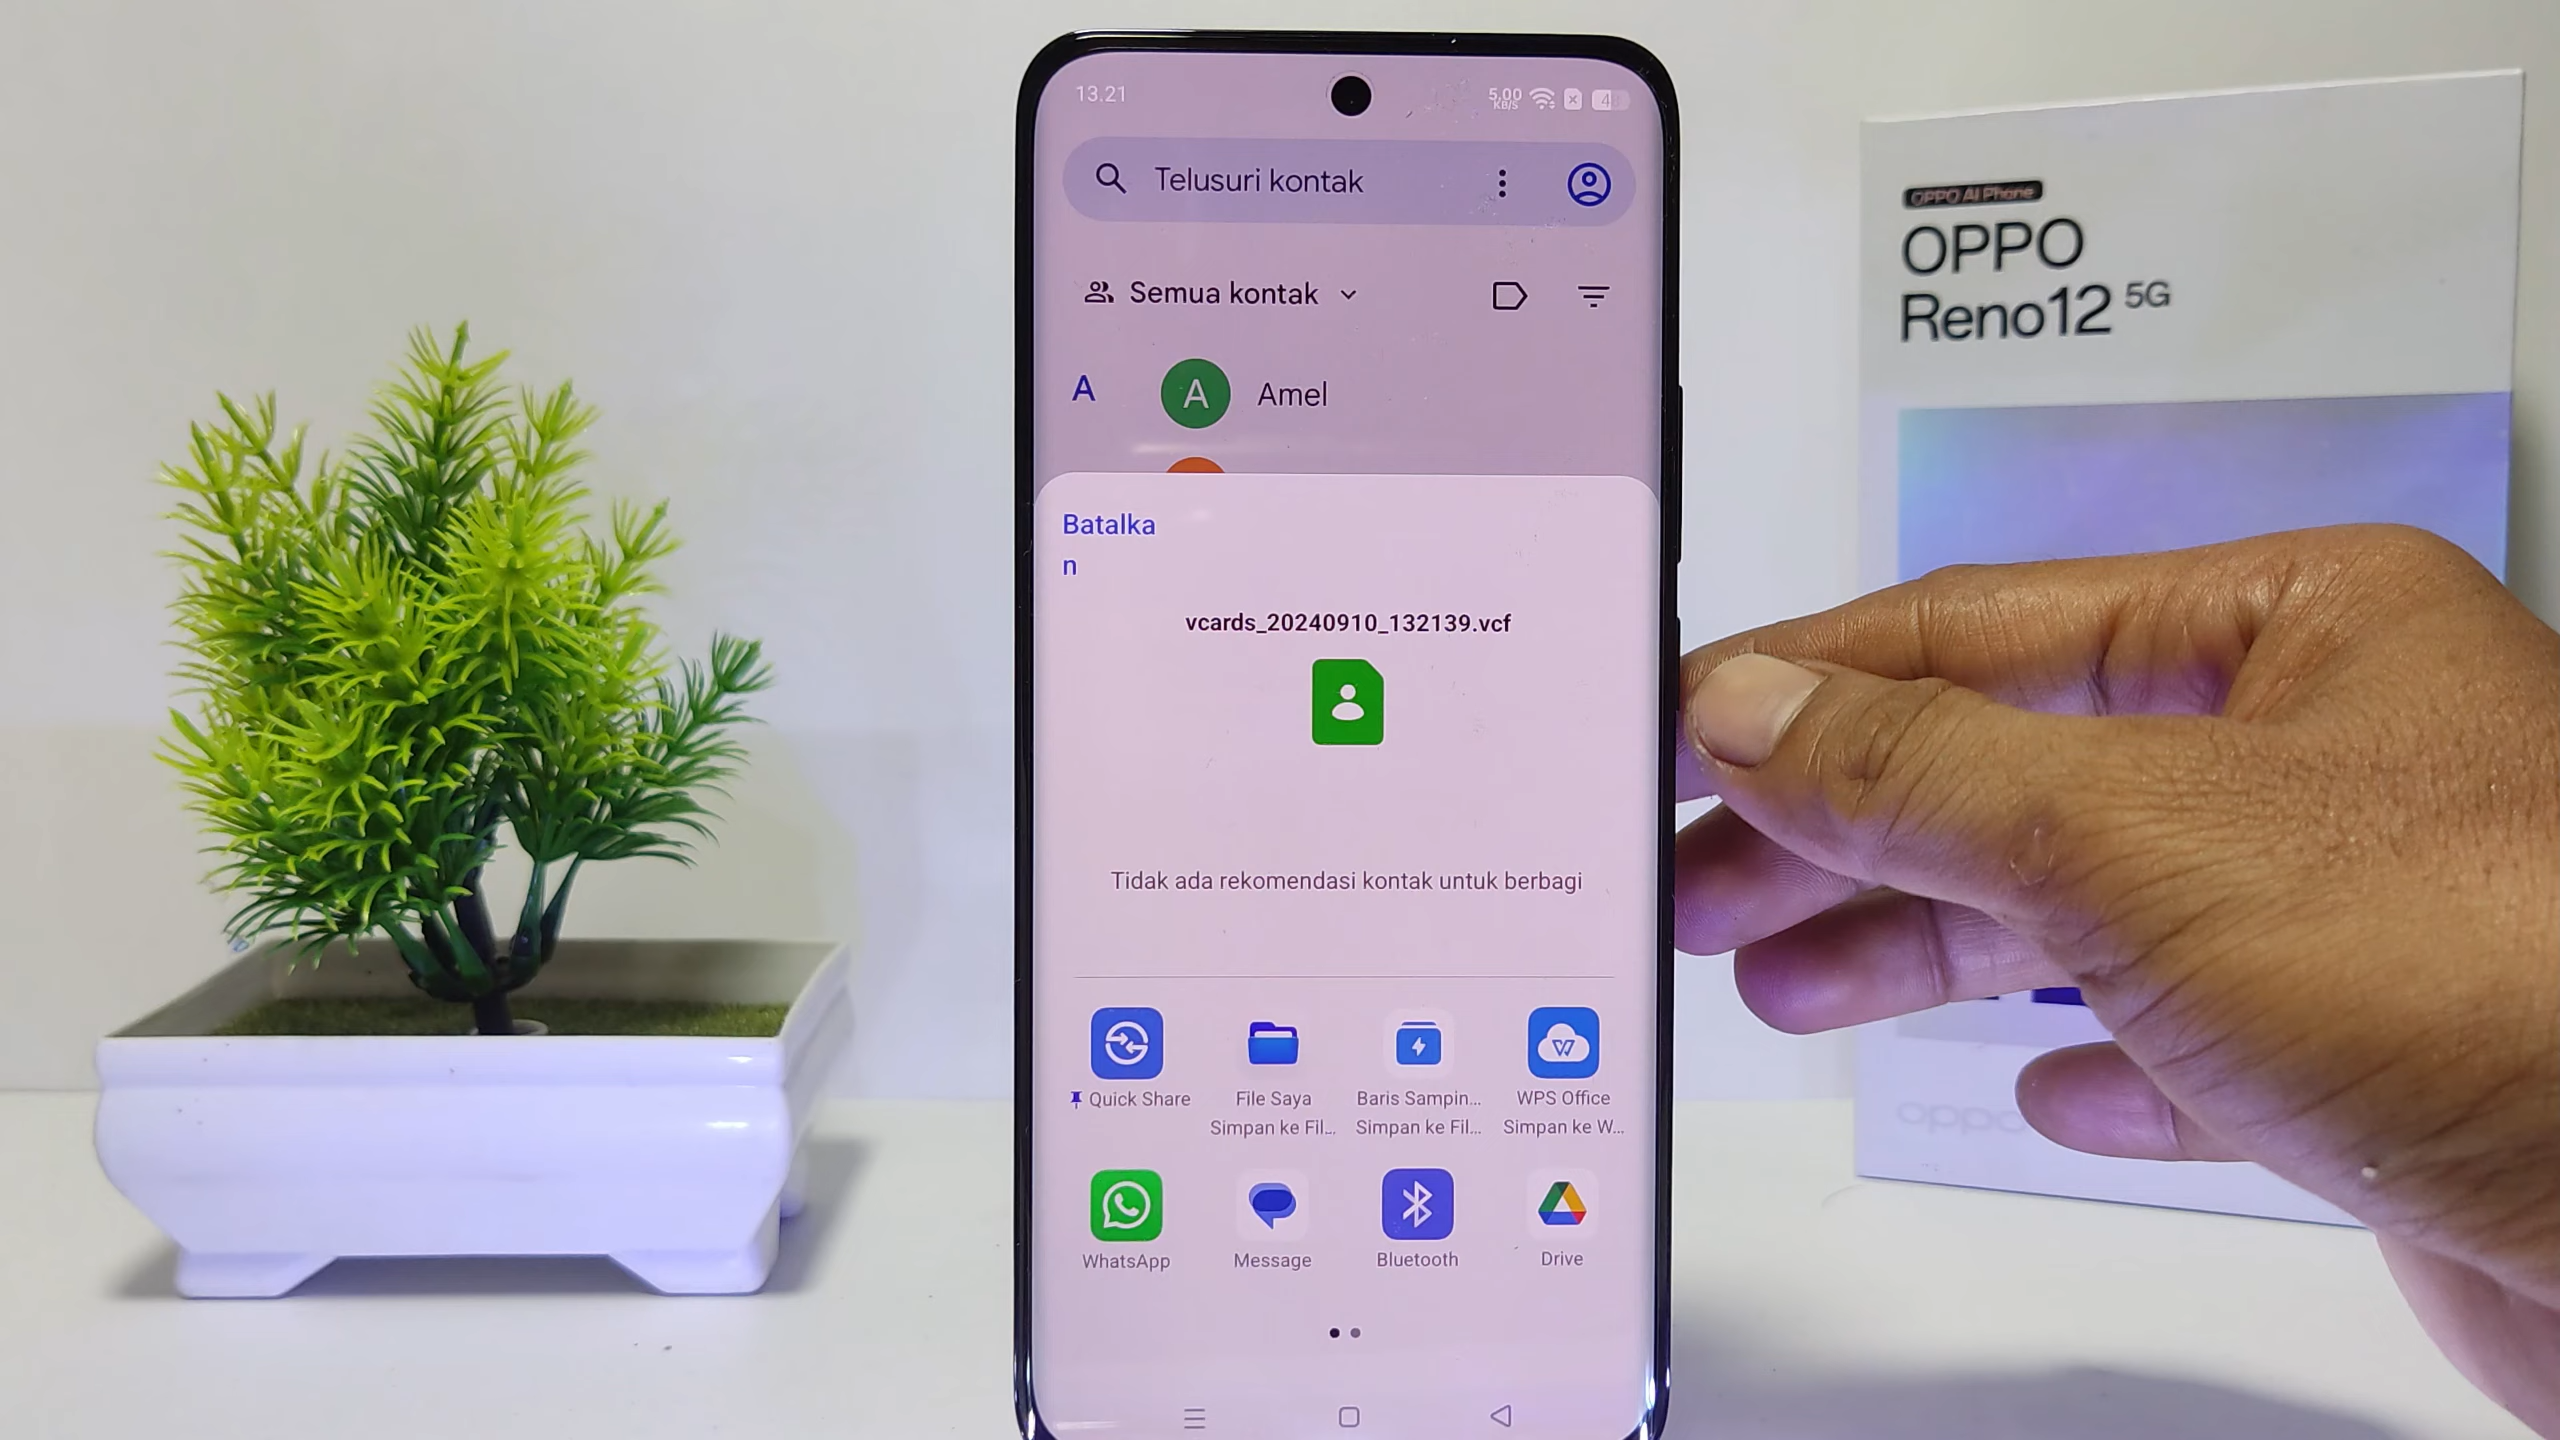 13.21
5,00
KB/S
Telusuri kontak
Semua kontak
A
A
Amel
Batalka
n
vcards_20240910_132139.vcf
Tidak ada rekomendasi kontak untuk berbagi
Quick Share
File Saya
Simpan ke Fil...
Baris Sampin...
Simpan ke Fil...
WPS Office
Simpan ke W...
WhatsApp
Message
Bluetooth
Drive
OPPO AI Phone
OPPO
Reno12 5G
oppo